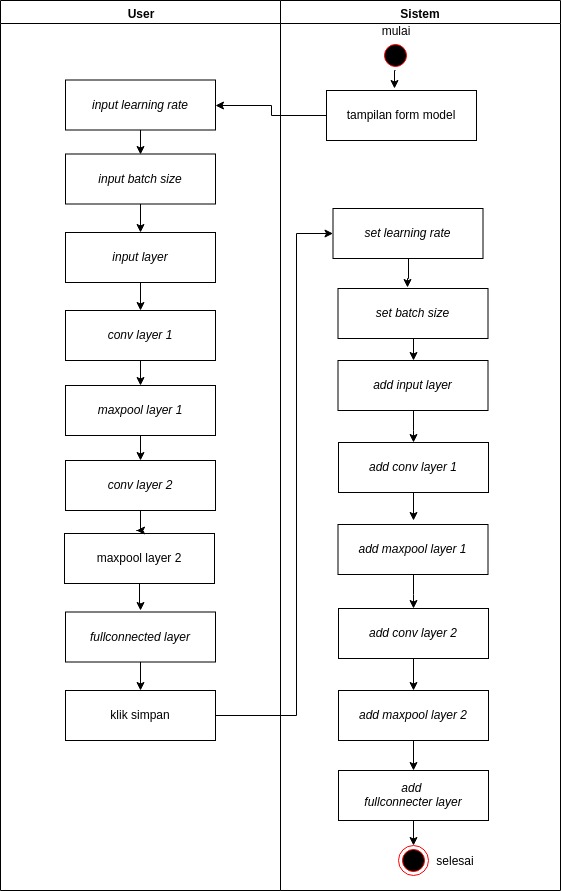 User
Sistem
mulai
tampilan form model
input learning rate
input batch size
input layer
conv layer 1
maxpool layer 1
conv layer 2
maxpool layer 2
fullconnected layer
klik simpan
set learning rate
set batch size
add input layer
add conv layer 1
add maxpool layer 1
add conv layer 2
add maxpool layer 2
add
fullconnecter layer
selesai